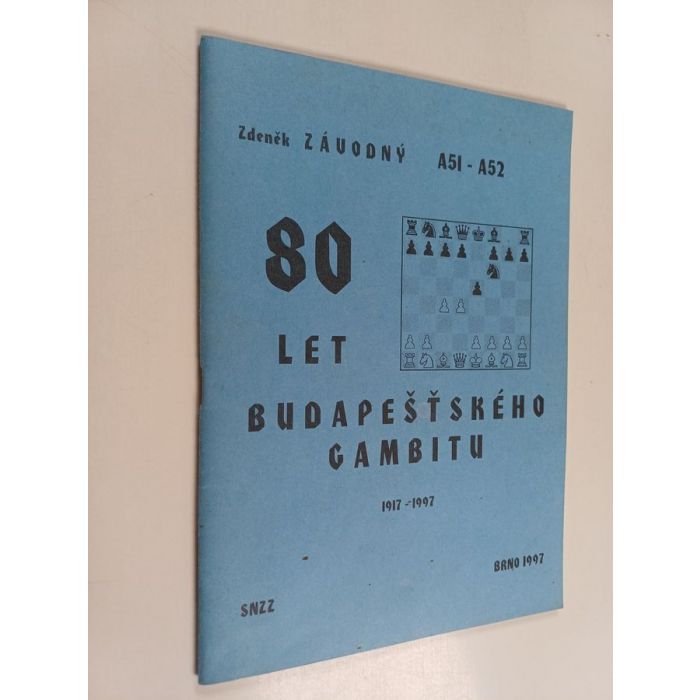 Zdeněk ZÁVODNÝ A51 - A52
80
LET
BUDAPEŠŤSKÉHO
GAMBITU
1917 - 1997
BRNO 1997
SNZZ